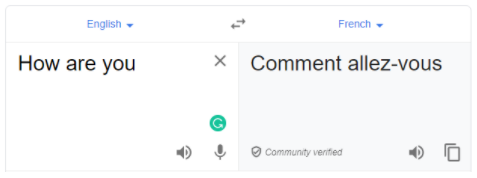 English French
How are you
Comment allez-vous
Community verified